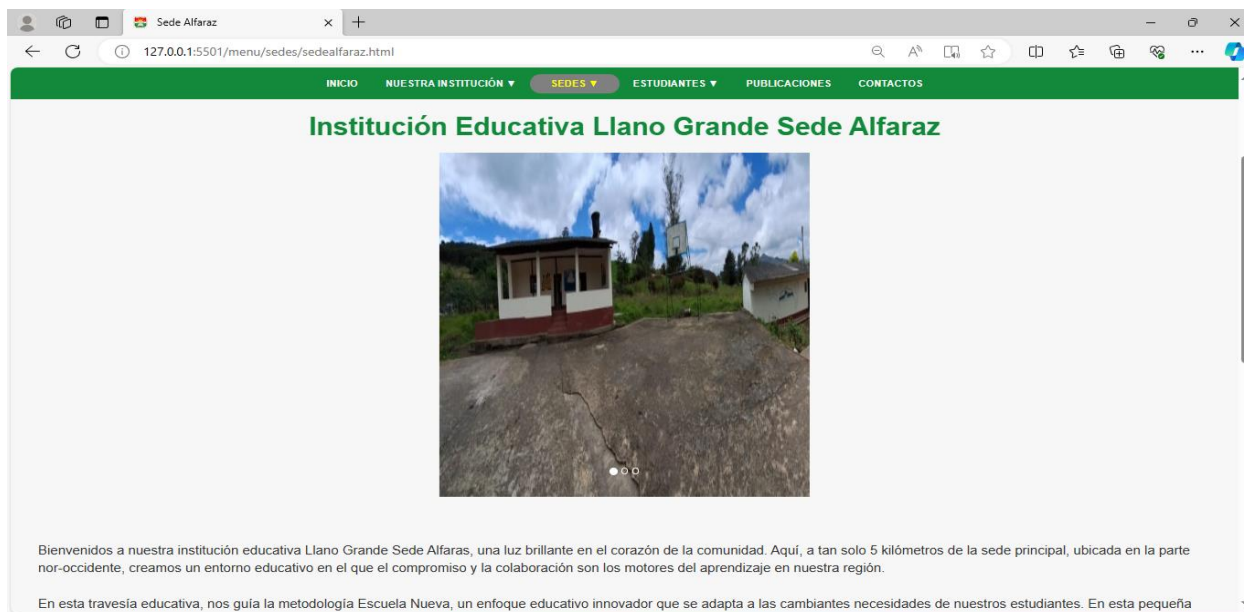 Sede Alfaraz
127.0.0.1:5501/menu/sedes/sedealfaraz.html
INICIO NUESTRA INSTITUCIÓN ▼ SEDES ▼ ESTUDIANTES ▼ PUBLICACIONES CONTACTOS
Institución Educativa Llano Grande Sede Alfaraz
Bienvenidos a nuestra institución educativa Llano Grande Sede Alfaras, una luz brillante en el corazón de la comunidad. Aquí, a tan solo 5 kilómetros de la sede principal, ubicada en la parte
nor-occidente, creamos un entorno educativo en el que el compromiso y la colaboración son los motores del aprendizaje en nuestra
región.
En esta travesía educativa, nos guía la metodología Escuela Nueva, un enfoque educativo innovador que se adapta a las cambiantes necesidades de nuestros estudiantes. En esta pequeña